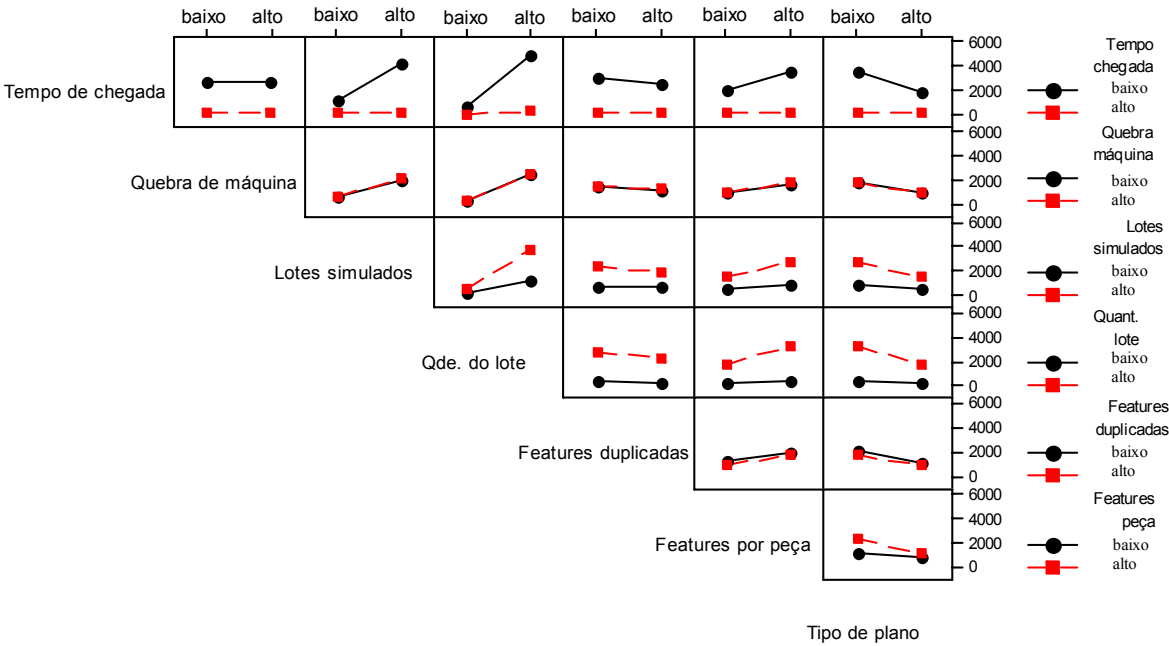 baixo alto baixo alto baixo alto baixo alto baixo alto baixo alto
Tempo de chegada
6000
4000
2000
0
Tempo
chegada
baixo
alto
Quebra de máquina
6000
4000
2000
0
Quebra
máquina
baixo
alto
Lotes simulados
6000
4000
2000
0
Lotes
simulados
baixo
alto
Qde. do lote
6000
4000
2000
0
Quant.
lote
baixo
alto
Features duplicadas
6000
4000
2000
0
Features
duplicadas
baixo
alto
Features por peça
6000
4000
2000
0
Features
peça
baixo
alto
Tipo de plano